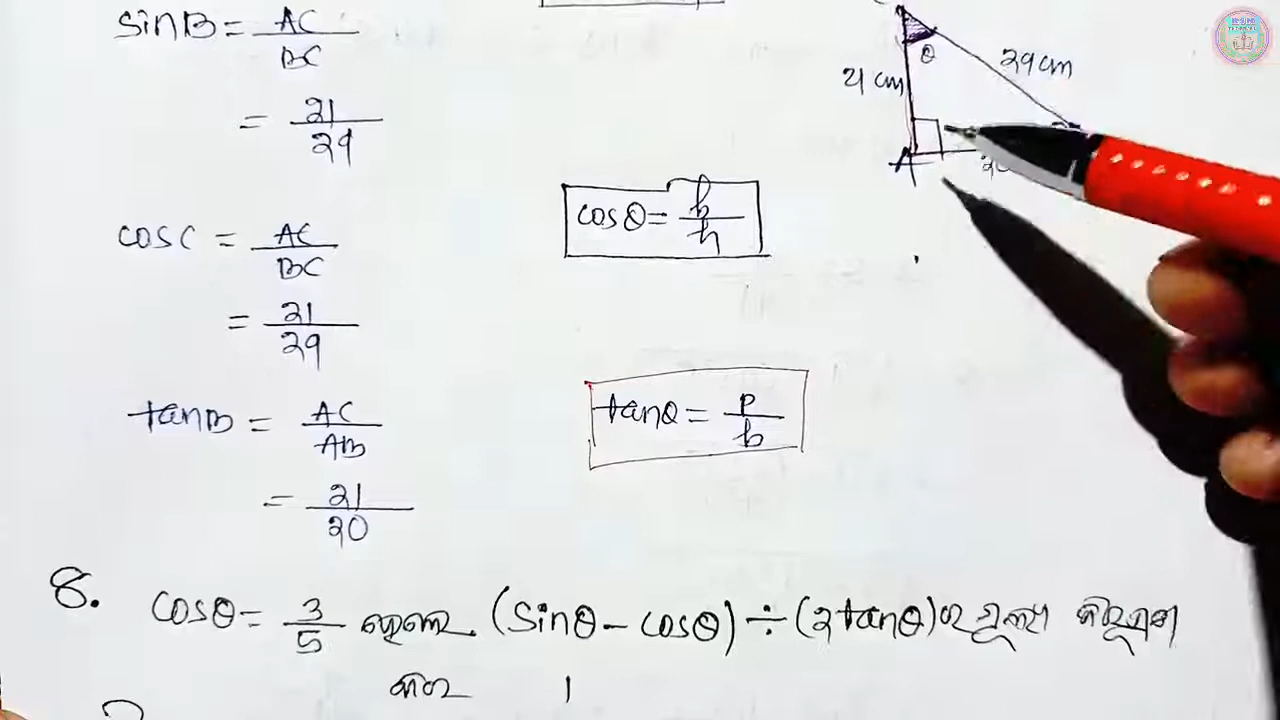 sinB = AC/BC
= 21/29
cosC = AC/BC
= 21/29
tanB = AC/AB
= 21/20
21 cm
θ
29 cm
A
cosθ = b/h
tanθ = p/b
8. cosθ = 3/5 ହେଲେ (sinθ - cosθ) ÷ (2tanθ)ର ମୂଲ୍ୟ ନିରୂପଣ
କର ।